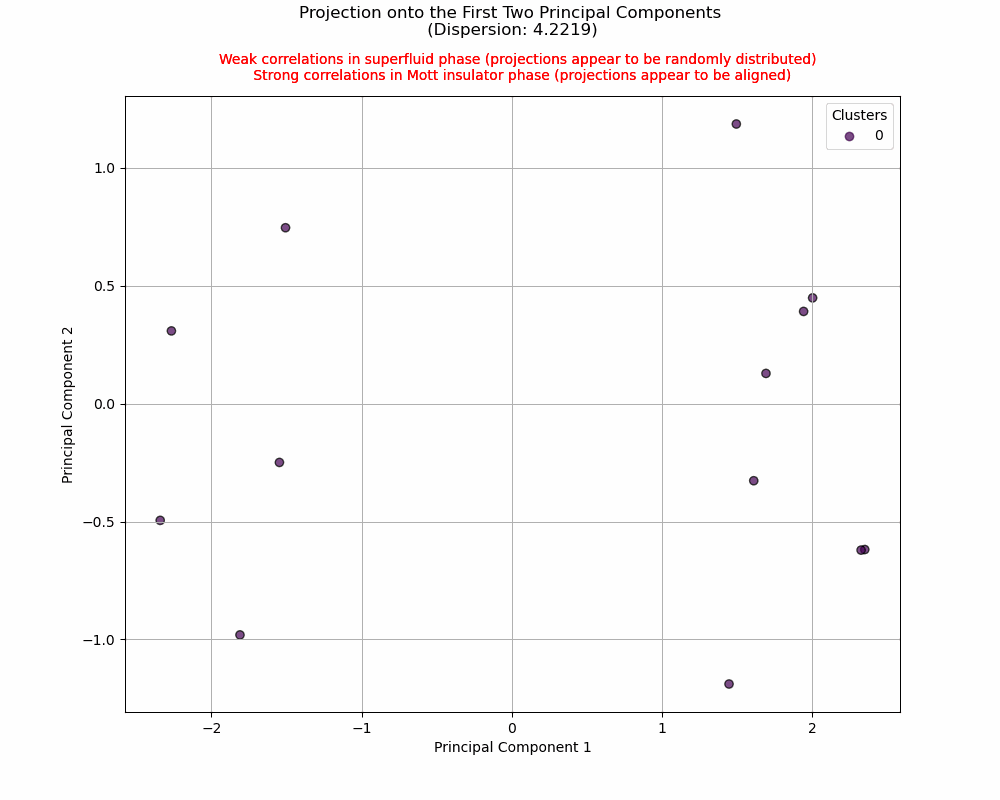 Projection onto the First Two Principal Components
(Dispersion: 4.2219)
Weak correlations in superfluid phase (projections appear to be randomly distributed)
Strong correlations in Mott insulator phase (projections appear to be aligned)
Clusters
0
1.0
0.5
0.0
−0.5
−1.0
Principal Component 2
−2
−1
0
1
2
Principal Component 1